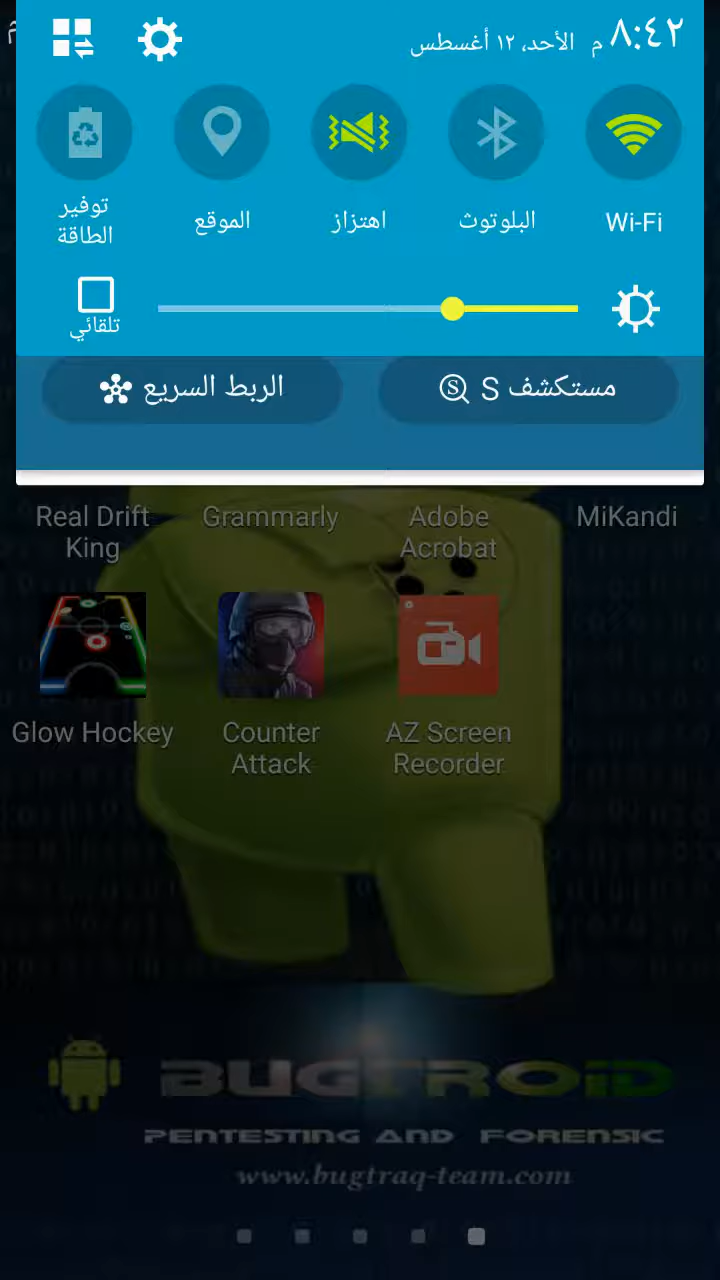 ٨:٤٢ م الأحد، ١٢ أغسطس
Wi-Fi
البلوتوث
اهتزاز
الموقع
توفير
الطاقة
تلقائي
مستكشف S
الربط السريع
Real Drift
King
Grammarly
Adobe
Acrobat
MiKandi
Glow Hockey
Counter
Attack
AZ Screen
Recorder
BUGTROID
PENTESTING AND FORENSIC
www.bugtraq-team.com